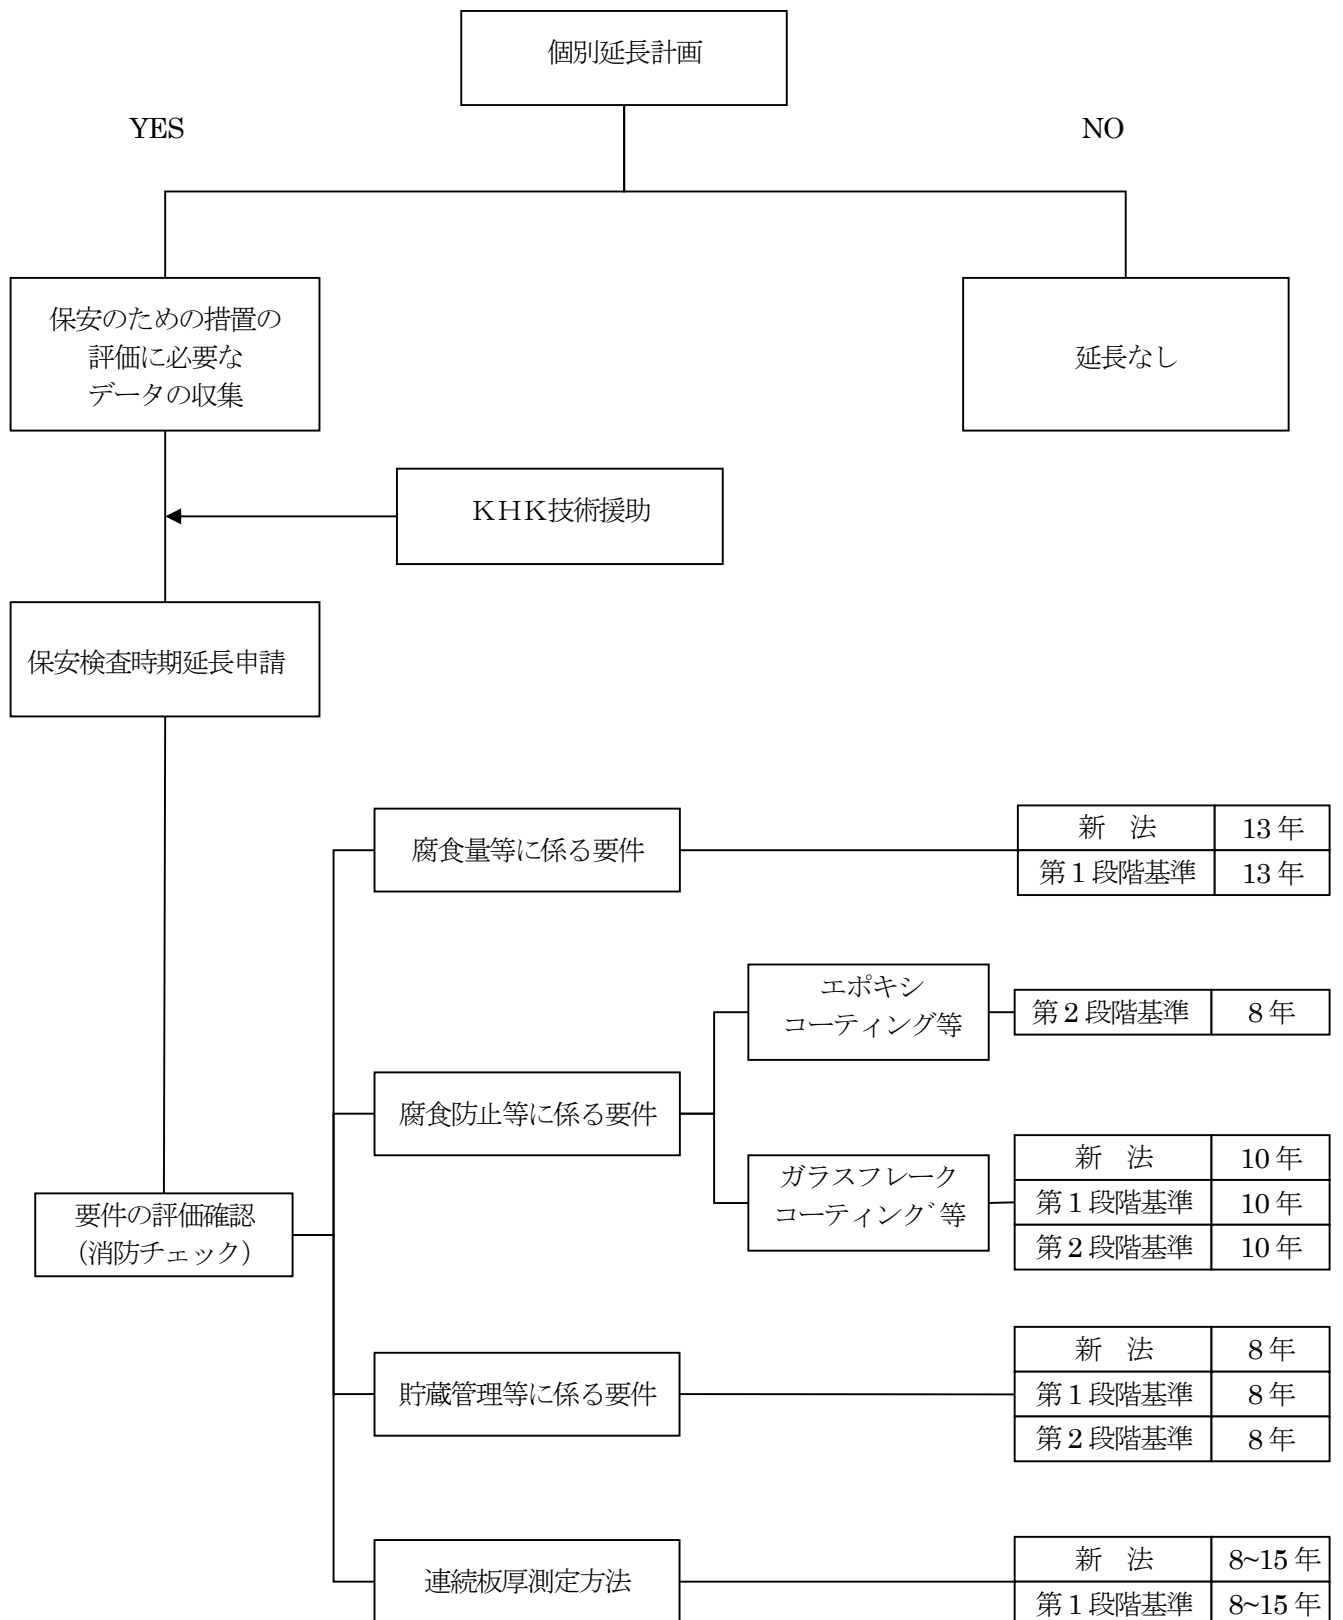 個別延長計画
YES
NO
保安のための措置の
評価に必要な
データの収集
延長なし
ＫＨＫ技術援助
保安検査時期延長申請
腐食量等に係る要件
新　法 13年
第１段階基準 13年
エポキシ
コーティング等
第２段階基準 8年
腐食防止等に係る要件
ガラスフレーク
コーティング゛等
新　法 10年
第１段階基準 10年
第２段階基準 10年
要件の評価確認
（消防チェック）
貯蔵管理等に係る要件
新　法 8年
第１段階基準 8年
第２段階基準 8年
連続板厚測定方法
新　法 8~15年
第１段階基準 8~15年